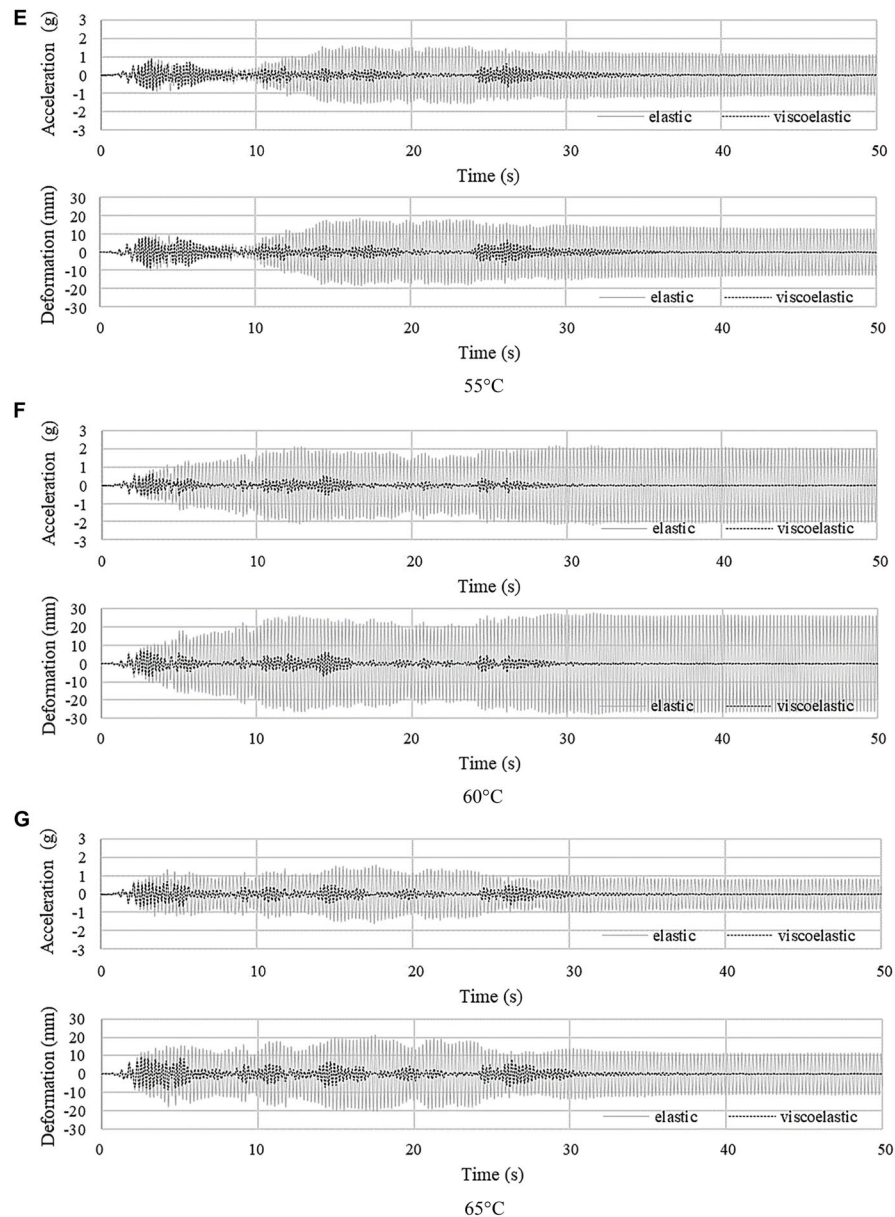 E
Acceleration (g)
3
2
1
0
-1
-2
-3
elastic viscoelastic
0 10 20 30 40 50
Time (s)
Deformation (mm)
30
20
10
0
-10
-20
-30
elastic viscoelastic
0 10 20 30 40 50
Time (s)
55°C
F
Acceleration (g)
3
2
1
0
-1
-2
-3
elastic viscoelastic
0 10 20 30 40 50
Time (s)
Deformation (mm)
30
20
10
0
-10
-20
-30
elastic viscoelastic
0 10 20 30 40 50
Time (s)
60°C
G
Acceleration (g)
3
2
1
0
-1
-2
-3
elastic viscoelastic
0 10 20 30 40 50
Time (s)
Deformation (mm)
30
20
10
0
-10
-20
-30
elastic viscoelastic
0 10 20 30 40 50
Time (s)
65°C